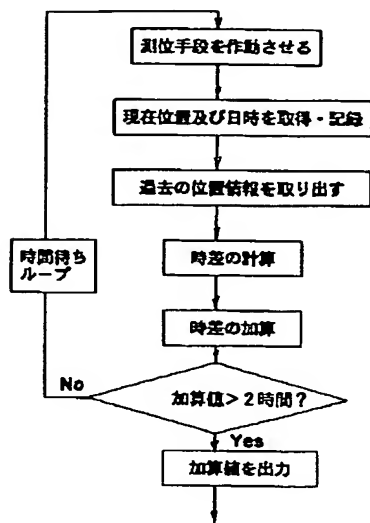 測位手段を作動させる
現在位置及び日時を取得・記録
過去の位置情報を取り出す
時間待ち
ループ
時差の計算
時差の加算
No
加算値>2時間?
Yes
加算値を出力